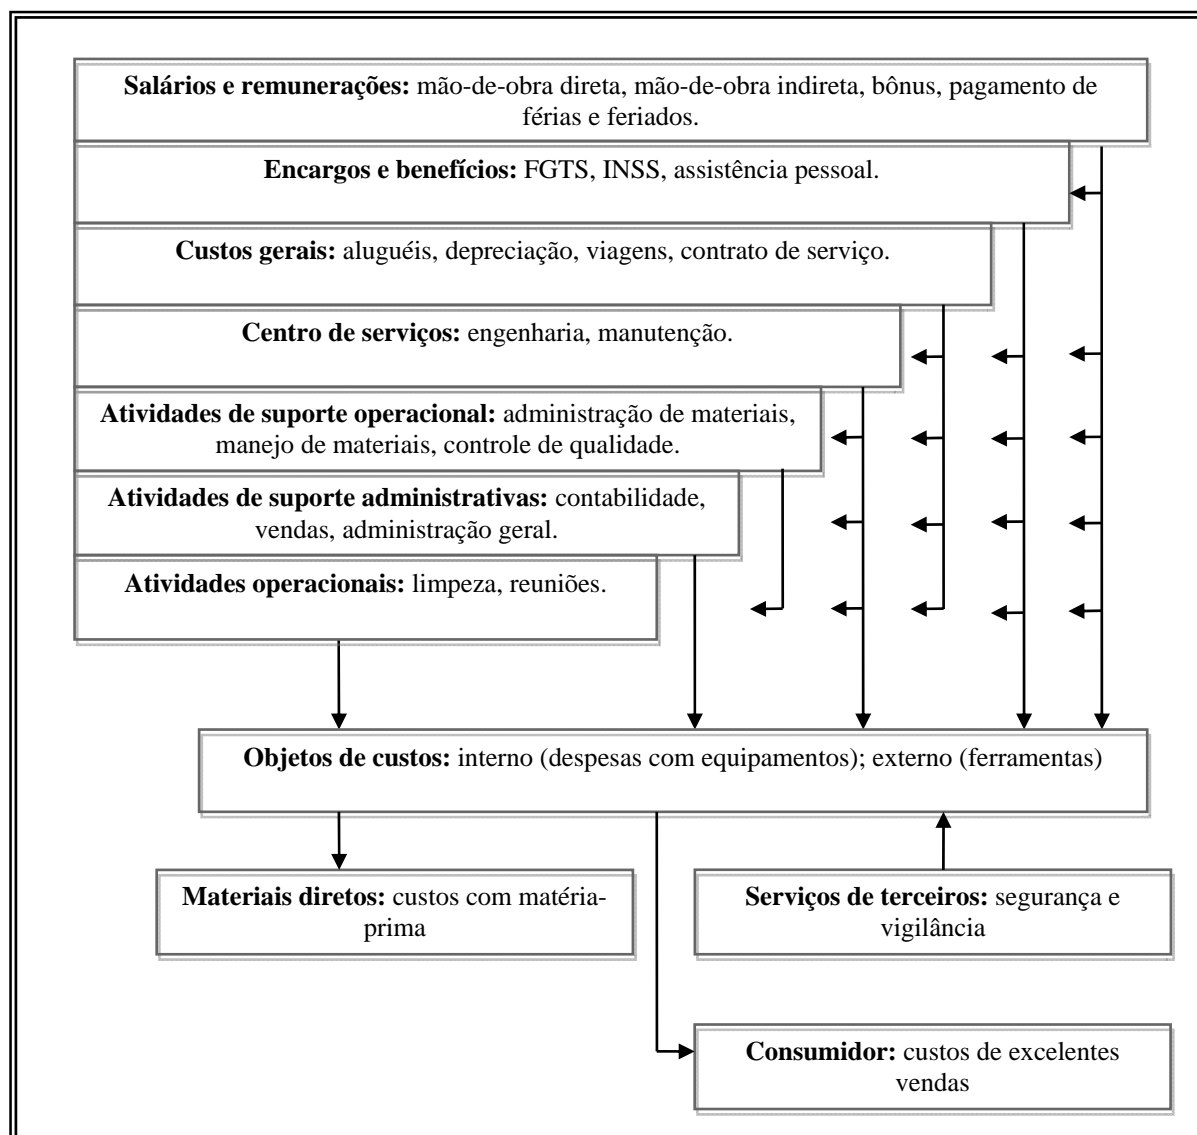 Salários e remunerações: mão-de-obra direta, mão-de-obra indireta, bônus, pagamento de
férias e feriados.
Encargos e benefícios: FGTS, INSS, assistência pessoal.
Custos gerais: aluguéis, depreciação, viagens, contrato de serviço.
Centro de serviços: engenharia, manutenção.
Atividades de suporte operacional: administração de materiais,
manejo de materiais, controle de qualidade.
Atividades de suporte administrativas: contabilidade,
vendas, administração geral.
Atividades operacionais: limpeza, reuniões.
Objetos de custos: interno (despesas com equipamentos); externo (ferramentas)
Materiais diretos: custos com matéria-
prima
Serviços de terceiros: segurança e
vigilância
Consumidor: custos de excelentes
vendas